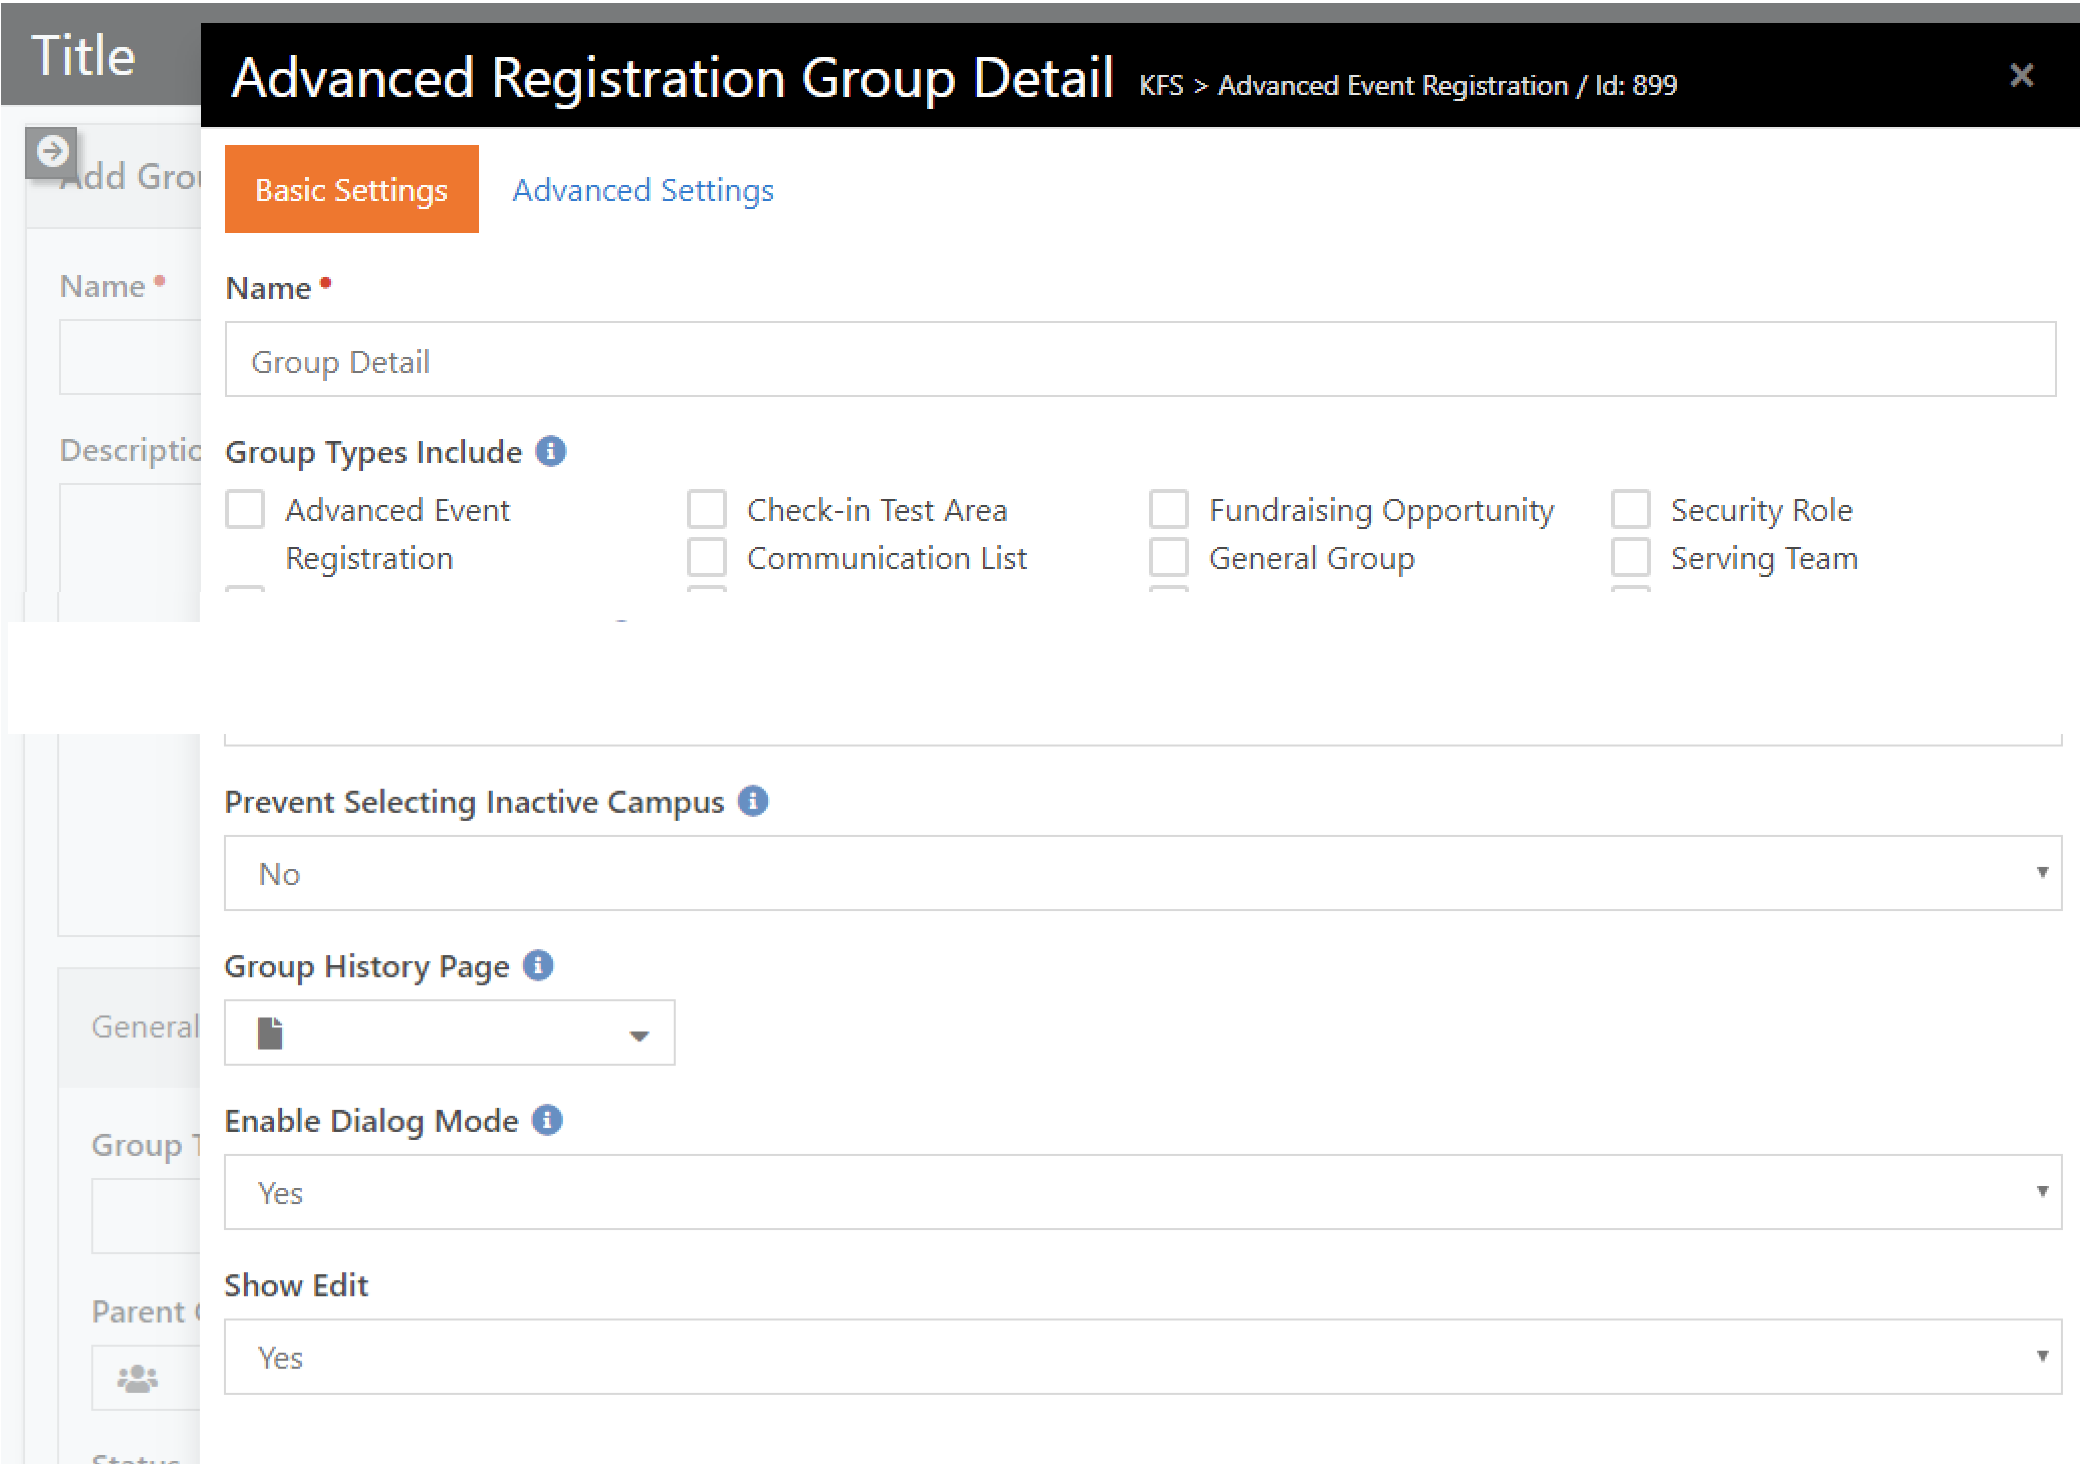 Title
Advanced Registration Group Detail KFS > Advanced Event Registration / Id: 899
Add Grou
Basic Settings Advanced Settings
Name
Name
Group Detail
Descriptio
Group Types Include
Advanced Event Registration
Check-in Test Area
Communication List
Fundraising Opportunity
General Group
Security Role
Serving Team
Prevent Selecting Inactive Campus
No
Group History Page
General
Enable Dialog Mode
Group T
Yes
Show Edit
Parent
Yes